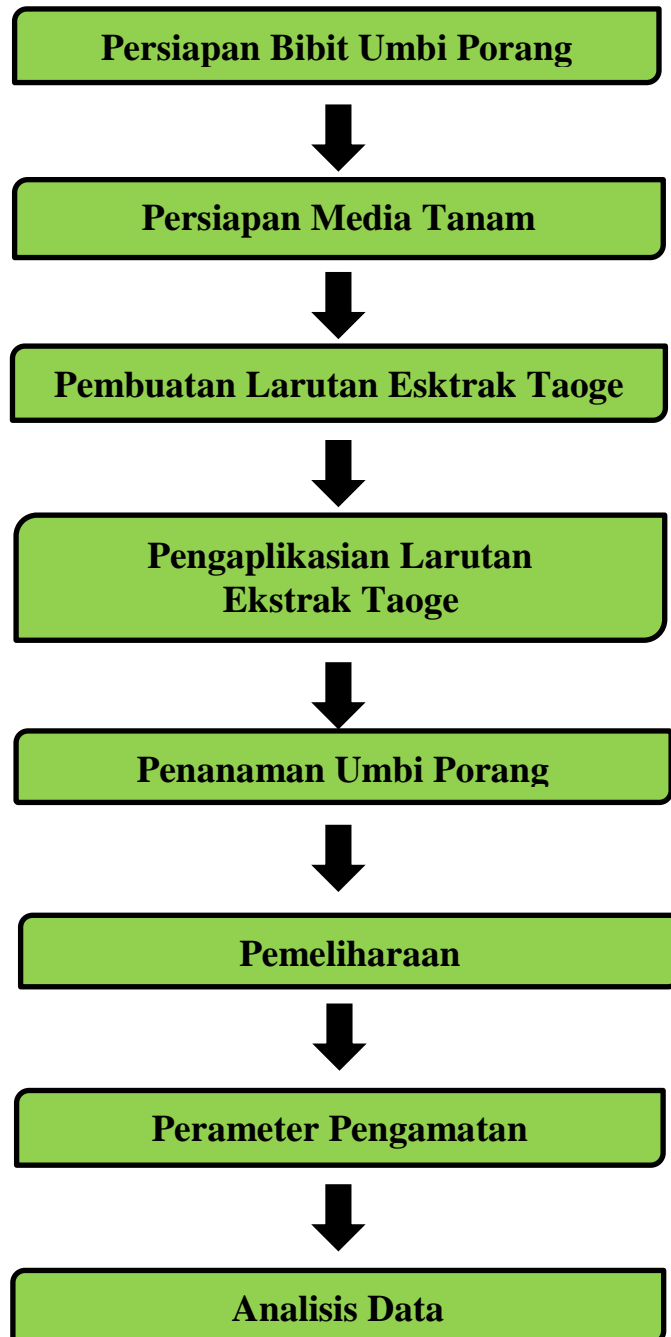 Persiapan Bibit Umbi Porang
Persiapan Media Tanam
Pembuatan Larutan Esktrak Taoge
Pengaplikasian Larutan
Ekstrak Taoge
Penanaman Umbi Porang
Pemeliharaan
Perameter Pengamatan
Analisis Data